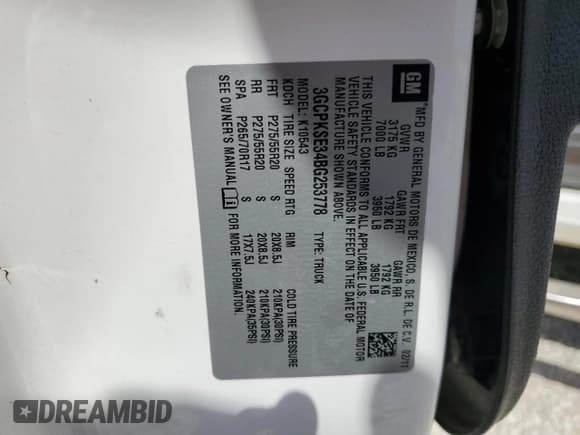 GM
MFD BY GENERAL MOTORS DE MEXICO, S. DE R.L. DE C.V. 02/11
GVWR GAWR FRT GAWR RR
3175 KG 1792 KG 1792 KG
7000 LB 3950 LB 3950 LB
THIS VEHICLE CONFORMS TO ALL APPLICABLE U.S. FEDERAL MOTOR
VEHICLE SAFETY STANDARDS IN EFFECT ON THE DATE OF
MANUFACTURE SHOWN ABOVE.
3GCPKSE34BG253778 TYPE: TRUCK
MODEL: K10543
KDCH TIRE SIZE SPEED RTG RIM COLD TIRE PRESSURE
FRT P275/55R20 S 20X8.5J 210KPA(30PSI)
RR P275/55R20 S 20X8.5J 210KPA(30PSI)
SPA P265/70R17 S 17X7.5J 240KPA(35PSI)
SEE OWNER'S MANUAL FOR MORE INFORMATION.
DREAMBID